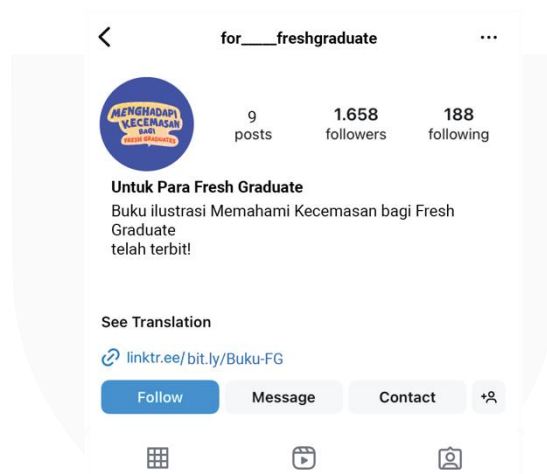 for____freshgraduate
MENGHADAPI
KECEMASAN
BAGI
FRESH GRADUATES
9
posts
1.658
followers
188
following
Untuk Para Fresh Graduate
Buku ilustrasi Memahami Kecemasan bagi Fresh
Graduate
telah terbit!
See Translation
linktr.ee/bit.ly/Buku-FG
Follow
Message
Contact